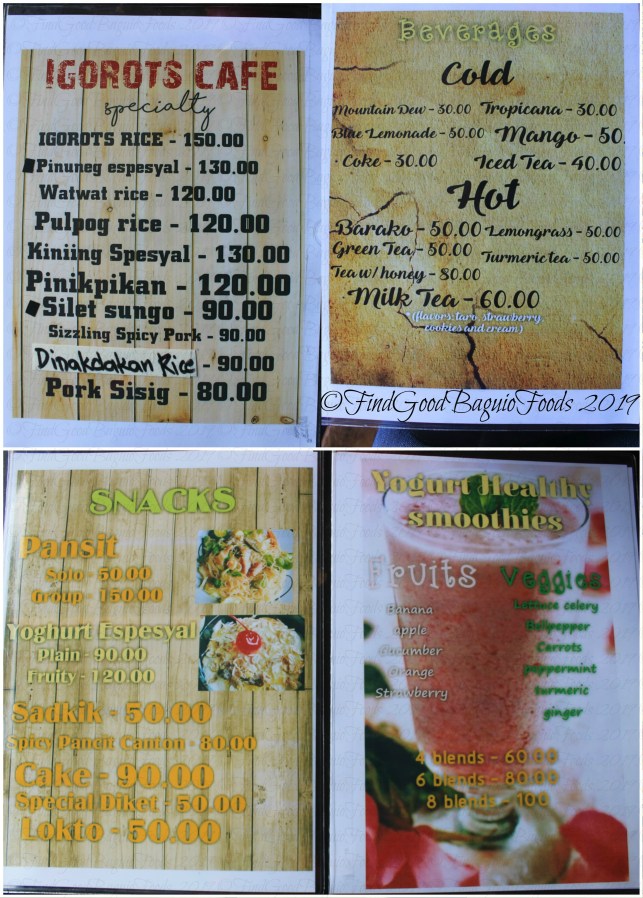 IGOROTS CAFE
specialty
IGOROTS RICE - 150.00
Pinuneg espesyal - 130.00
Watwat rice - 120.00
Pulpog rice - 120.00
Kiniing Spesyal - 130.00
Pinikpikan - 120.00
Silet sungo - 90.00
Sizzling Spicy Pork - 90.00
Dinakdakan Rice - 90.00
Pork Sisig - 80.00
Beverages
Cold
Mountain Dew - 30.00 Tropicana - 30.00
Blue Lemonade - 50.00 Mango - 50.
Coke - 30.00 Iced Tea - 40.00
Hot
Barako - 50.00 Lemongrass - 50.00
Green Tea - 50.00 Turmeric tea - 50.00
Tea w/ honey - 80.00
Milk Tea - 60.00
*(flavors: taro, strawberry,
cookies and cream)
©FindGoodBaguioFoods 2019
SNACKS
Pansit
Solo - 50.00
Group - 150.00
Yoghurt Espesyal
Plain - 90.00
Fruity - 120.00
Sadkik - 50.00
Spicy Pancit Canton - 80.00
Cake - 90.00
Special Diket - 50.00
Lokto - 50.00
Yogurt Healthy
smoothies
Fruits
Banana
apple
Cucumber
Orange
Strawberry
Veggies
Lettuce celery
Bellpepper
Carrots
peppermint
turmeric
ginger
4 blends - 60.00
6 blends - 80.00
8 blends - 100